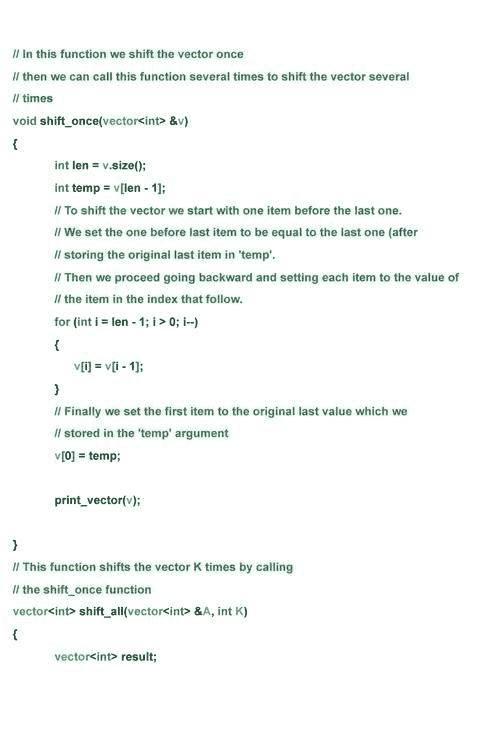 // In this function we shift the vector once
// then we can call this function several times to shift the vector several
// times
void shift_once(vector<int> &v)
{
int len = v.size();
int temp = v[len - 1];
// To shift the vector we start with one item before the last one.
// We set the one before last item to be equal to the last one (after
// storing the original last item in 'temp'.
// Then we proceed going backward and setting each item to the value of
// the item in the index that follow.
for (int i = len - 1; i > 0; i--)
{
v[i] = v[i - 1];
}
// Finally we set the first item to the original last value which we
// stored in the 'temp' argument
v[0] = temp;
print_vector(v);
}
// This function shifts the vector K times by calling
// the shift_once function
vector<int> shift_all(vector<int> &A, int K)
{
vector<int> result;